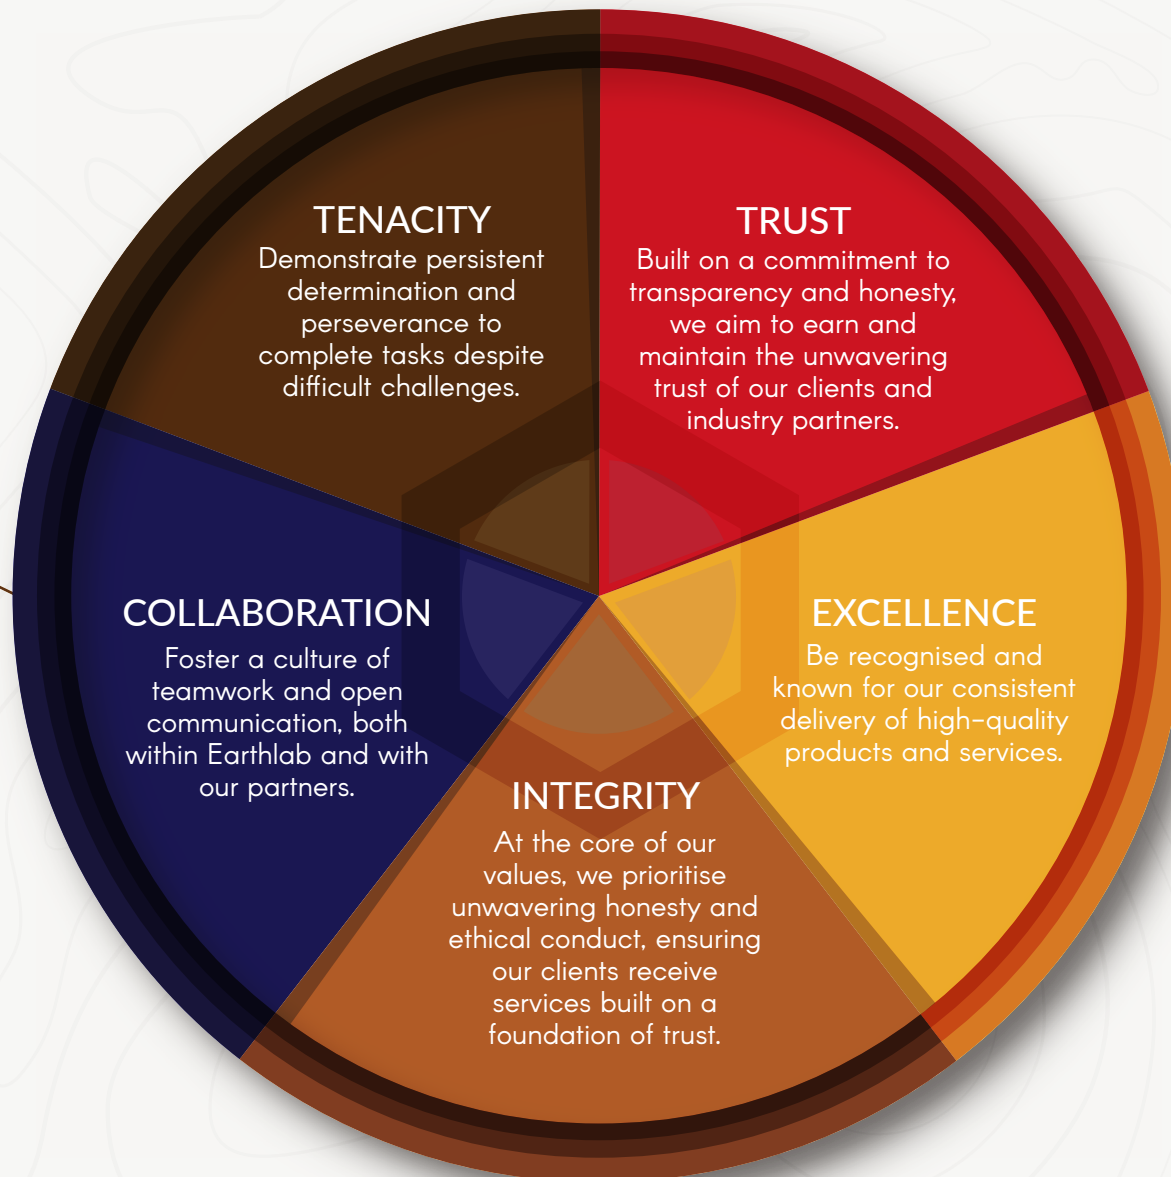 TENACITY
Demonstrate persistent
determination and
perseverance to
complete tasks despite
difficult challenges.
TRUST
Built on a commitment to
transparency and honesty,
we aim to earn and
maintain the unwavering
trust of our clients and
industry partners.
COLLABORATION
Foster a culture of
teamwork and open
communication, both
within Earthlab and with
our partners.
EXCELLENCE
Be recognised and
known for our consistent
delivery of high-quality
products and services.
INTEGRITY
At the core of our
values, we prioritise
unwavering honesty and
ethical conduct, ensuring
our clients receive
services built on a
foundation of trust.